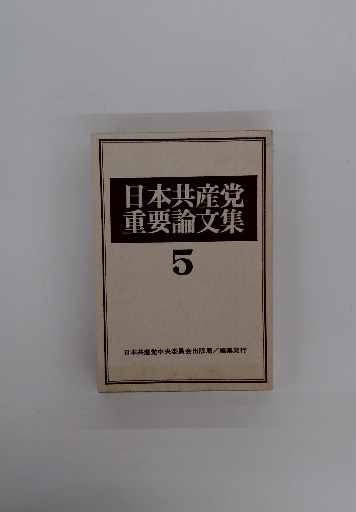 日本共産党
重要論文集
5
日本共産党中央委員会出版局/編集発行